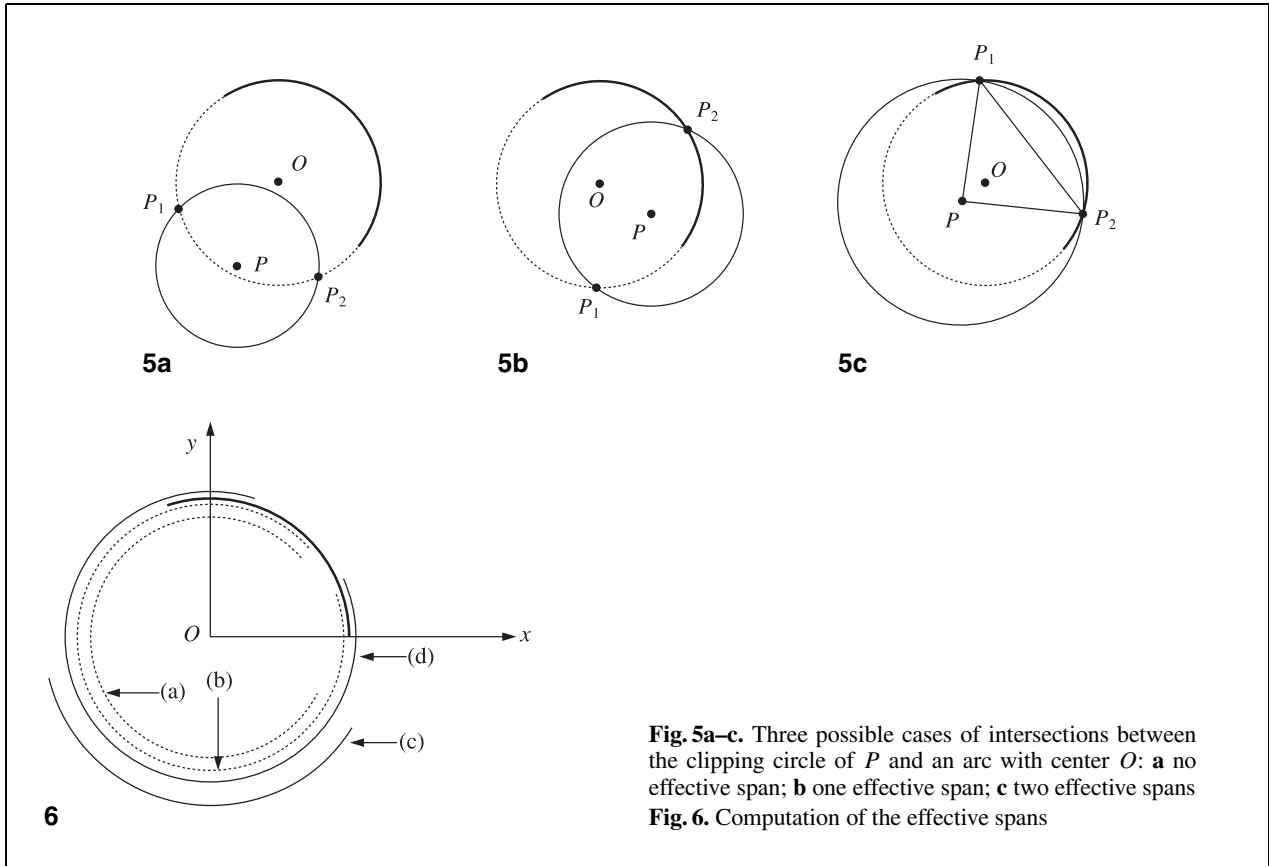 O
P₁
P
P₂
5a
P₂
O
P
P₁
5b
P₁
O
P
P₂
5c
y
O
x
(d)
(a)
(b)
(c)
6
Fig. 5a–c. Three possible cases of intersections between
the clipping circle of P and an arc with center O: a no
effective span; b one effective span; c two effective spans
Fig. 6. Computation of the effective spans